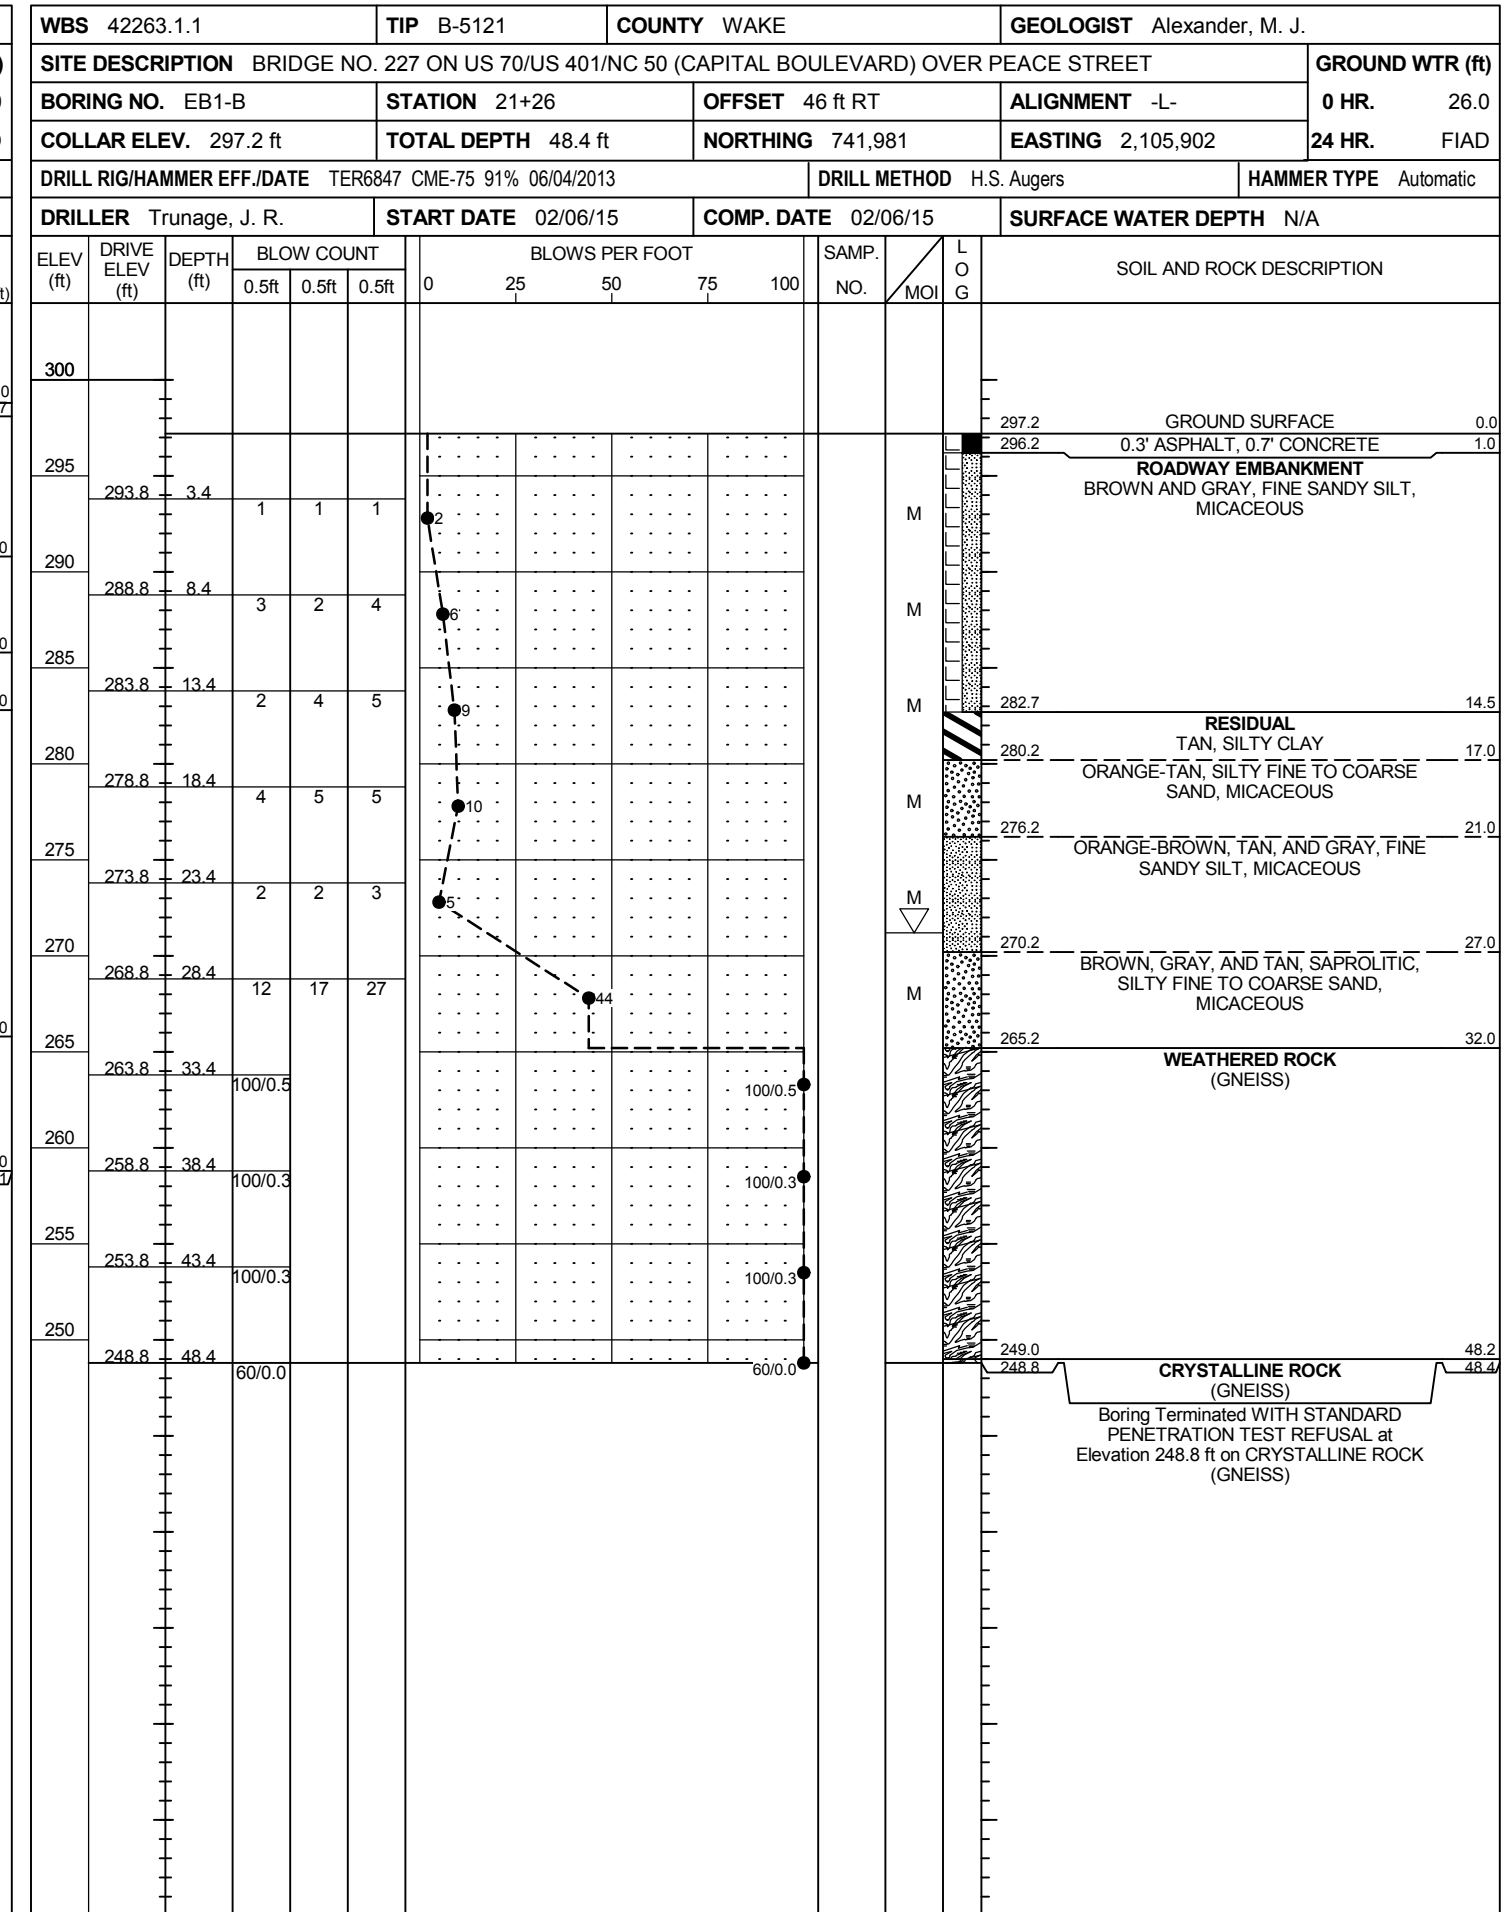 WBS 42263.1.1 TIP B-5121 COUNTY WAKE GEOLOGIST Alexander, M. J.
SITE DESCRIPTION BRIDGE NO. 227 ON US 70/US 401/NC 50 (CAPITAL BOULEVARD) OVER PEACE STREET GROUND WTR (ft)
BORING NO. EB1-B STATION 21+26 OFFSET 46 ft RT ALIGNMENT -L- 0 HR. 26.0
COLLAR ELEV. 297.2 ft TOTAL DEPTH 48.4 ft NORTHING 741,981 EASTING 2,105,902 24 HR. FIAD
DRILL RIG/HAMMER EFF./DATE TER6847 CME-75 91% 06/04/2013 DRILL METHOD H.S. Augers HAMMER TYPE Automatic
DRILLER Trunage, J. R. START DATE 02/06/15 COMP. DATE 02/06/15 SURFACE WATER DEPTH N/A
ELEV (ft) DRIVE ELEV (ft) DEPTH (ft) BLOW COUNT BLOWS PER FOOT SAMP. NO. MOI LOG SOIL AND ROCK DESCRIPTION
0.5ft 0.5ft 0.5ft 0 25 50 75 100
300
297.2 GROUND SURFACE 0.0
296.2 0.3' ASPHALT, 0.7' CONCRETE 1.0
295
ROADWAY EMBANKMENT
BROWN AND GRAY, FINE SANDY SILT,
MICACEOUS
293.8 3.4
1 1 1 2 M
290
288.8 8.4
3 2 4 6 M
285
283.8 13.4
2 4 5 9 M
282.7 14.5
RESIDUAL
TAN, SILTY CLAY
280
280.2 17.0
ORANGE-TAN, SILTY FINE TO COARSE
SAND, MICACEOUS
278.8 18.4
4 5 5 10 M
276.2 21.0
ORANGE-BROWN, TAN, AND GRAY, FINE
SANDY SILT, MICACEOUS
275
273.8 23.4
2 2 3 5 M
270
270.2 27.0
BROWN, GRAY, AND TAN, SAPROLITIC,
SILTY FINE TO COARSE SAND,
MICACEOUS
268.8 28.4
12 17 27 44 M
265
265.2 32.0
WEATHERED ROCK
(GNEISS)
263.8 33.4
100/0.5 100/0.5
260
258.8 38.4
100/0.3 100/0.3
255
253.8 43.4
100/0.3 100/0.3
250
249.0 48.2
248.8 48.4
60/0.0 60/0.0
248.8 CRYSTALLINE ROCK 48.4
(GNEISS)
Boring Terminated WITH STANDARD
PENETRATION TEST REFUSAL at
Elevation 248.8 ft on CRYSTALLINE ROCK
(GNEISS)